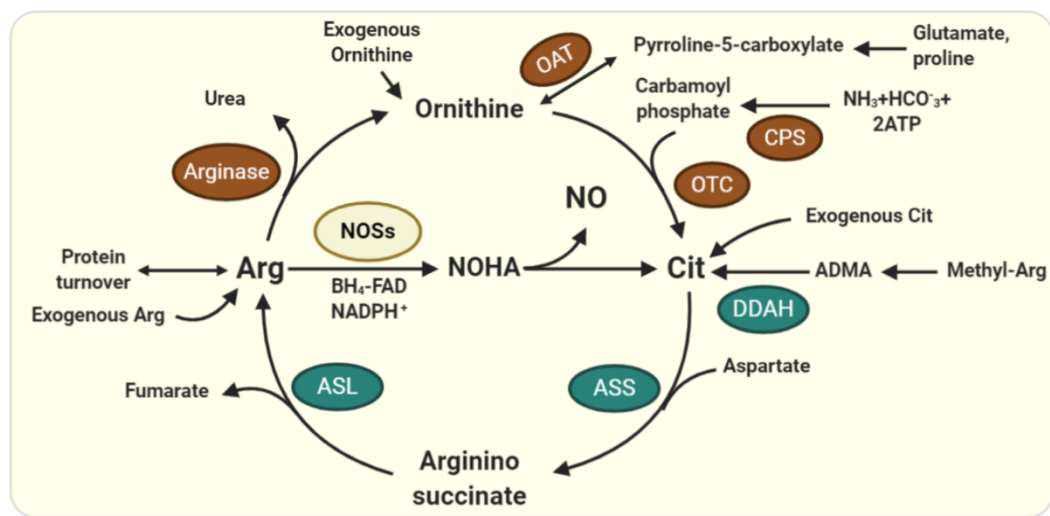 Exogenous
Ornithine
OAT
Pyrroline-5-carboxylate
Glutamate,
proline
Urea
Ornithine
Carbamoyl
phosphate
NH₃+HCO⁻₃+
2ATP
CPS
Arginase
OTC
NO
NOSs
Exogenous Cit
Protein
turnover
Arg
NOHA
Cit
ADMA
Methyl-Arg
BH₄-FAD
NADPH⁺
Exogenous Arg
DDAH
Fumarate
ASL
ASS
Aspartate
Arginino
succinate